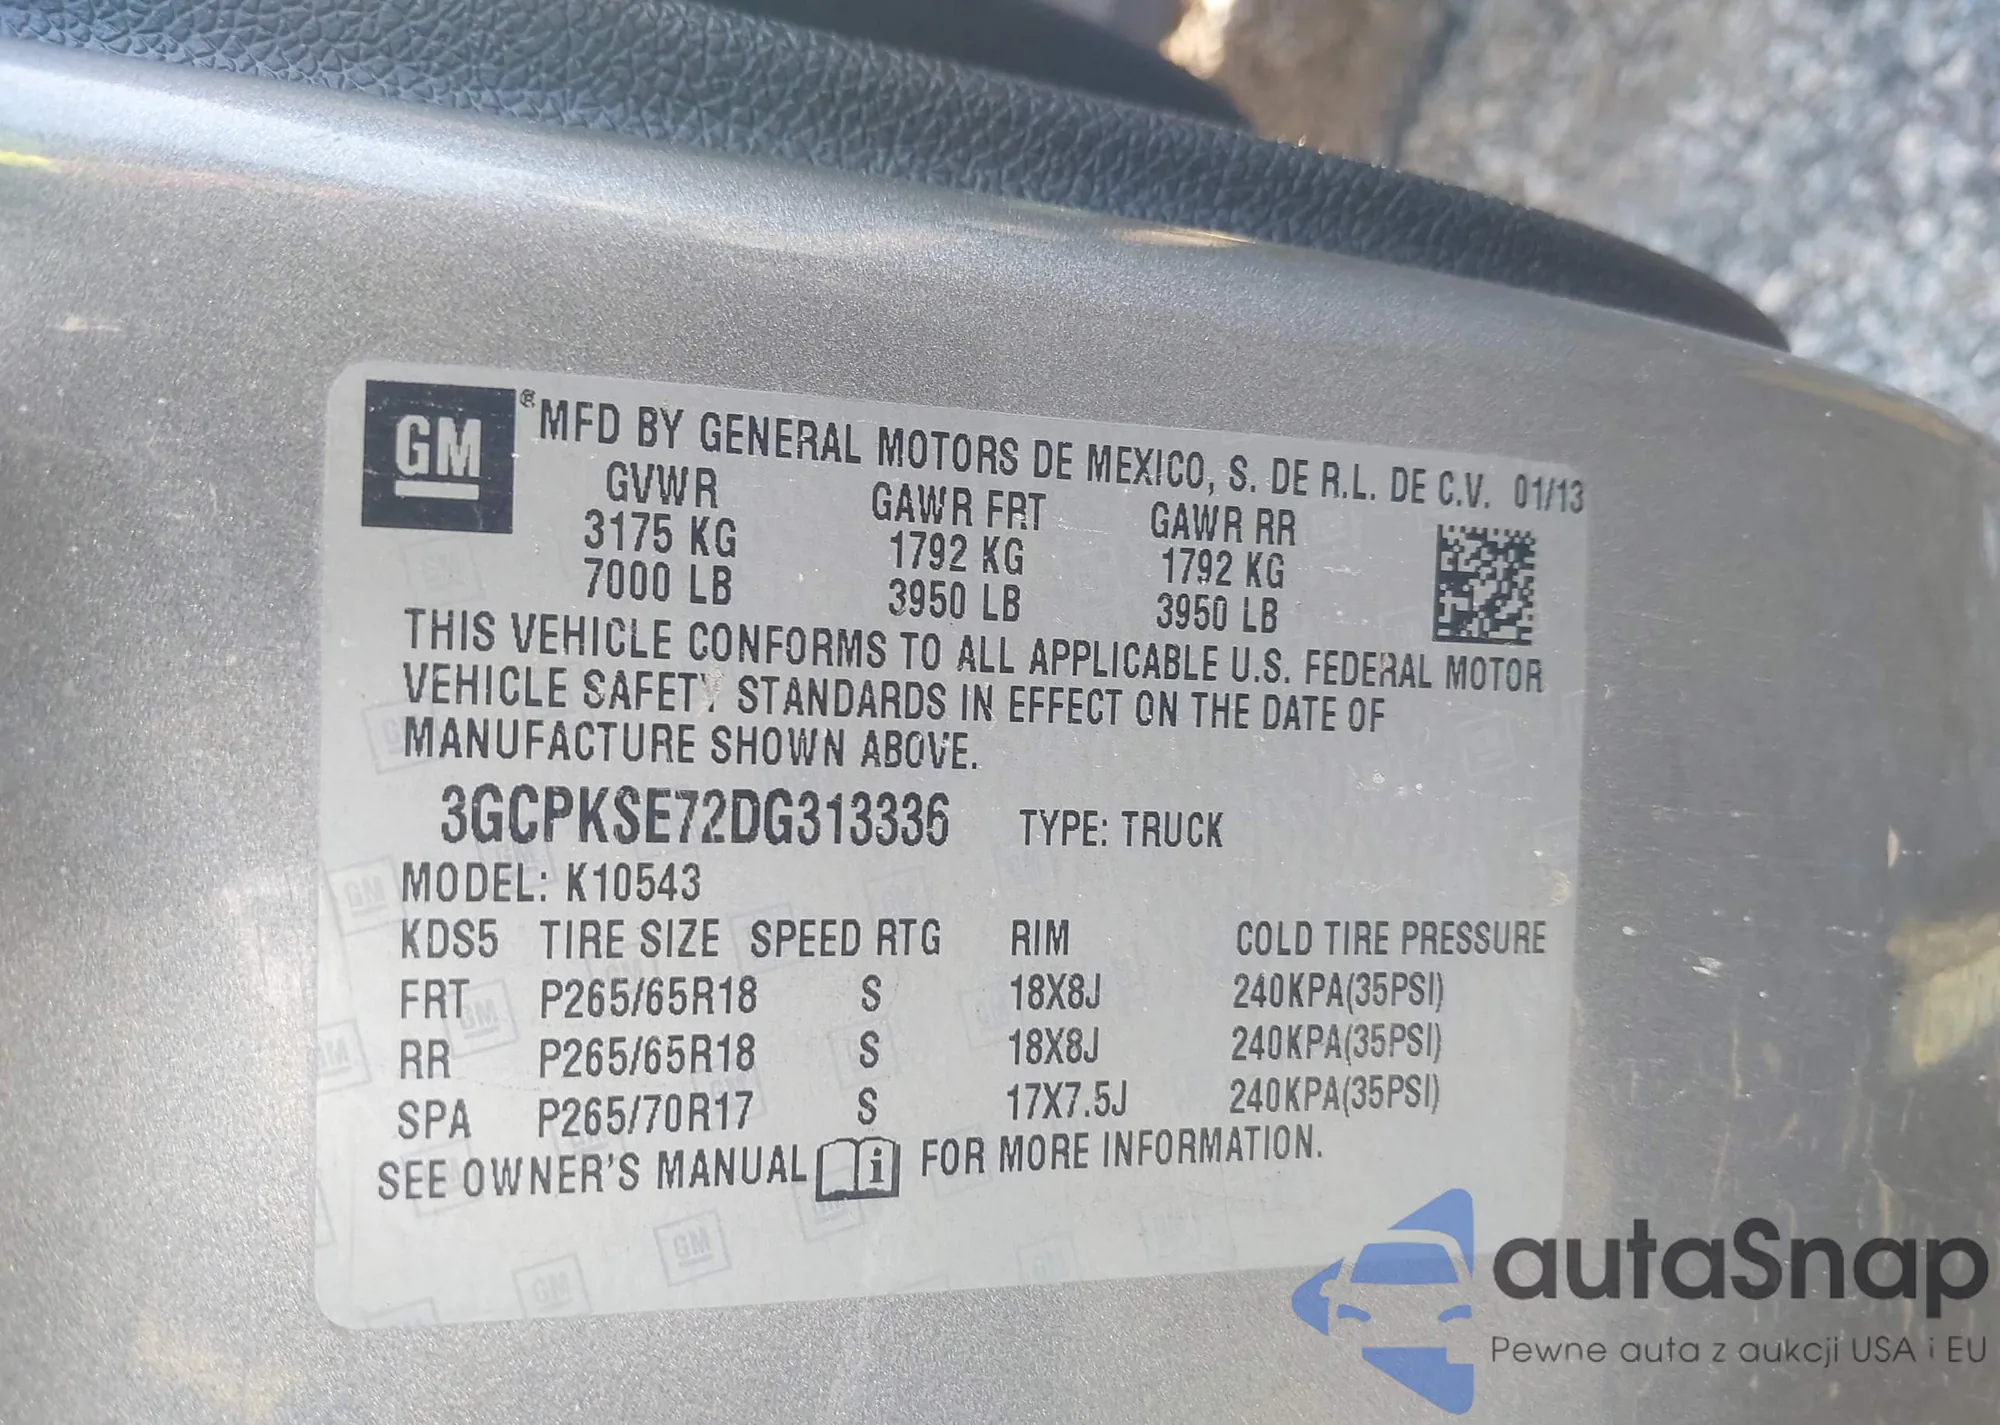 GM ® MFD BY GENERAL MOTORS DE MEXICO, S. DE R.L. DE C.V. 01/13
GVWR GAWR FRT GAWR RR
3175 KG 1792 KG 1792 KG
7000 LB 3950 LB 3950 LB
THIS VEHICLE CONFORMS TO ALL APPLICABLE U.S. FEDERAL MOTOR
VEHICLE SAFETY STANDARDS IN EFFECT ON THE DATE OF
MANUFACTURE SHOWN ABOVE.
3GCPKSE72DG313336 TYPE: TRUCK
MODEL: K10543
KDS5 TIRE SIZE SPEED RTG RIM COLD TIRE PRESSURE
FRT P265/65R18 S 18X8J 240KPA(35PSI)
RR P265/65R18 S 18X8J 240KPA(35PSI)
SPA P265/70R17 S 17X7.5J 240KPA(35PSI)
SEE OWNER'S MANUAL i FOR MORE INFORMATION.
autaSnap
Pewne auta z aukcji USA i EU